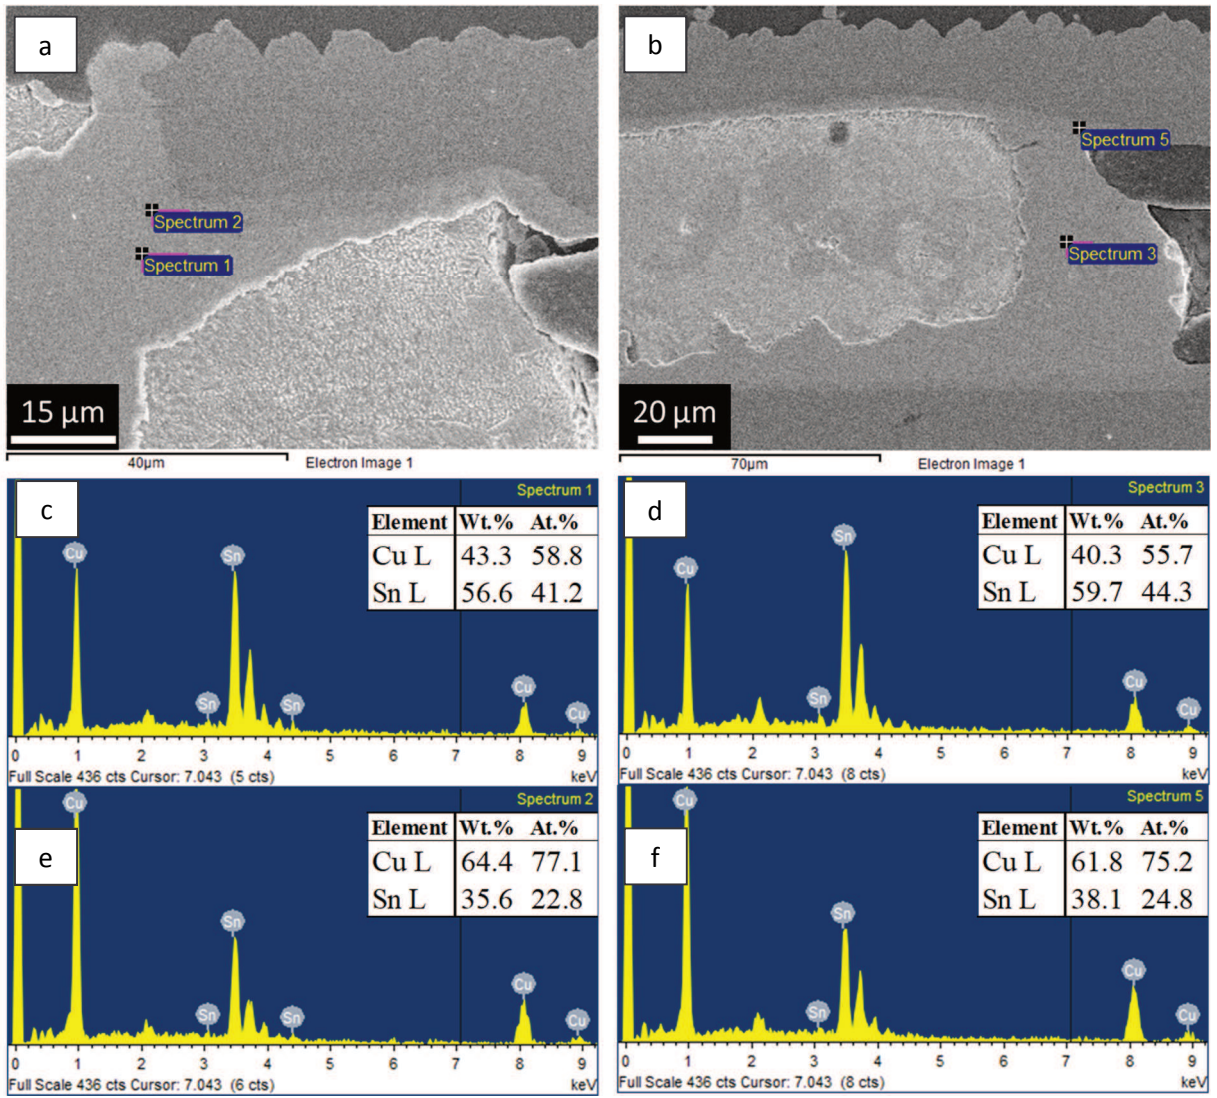 a
Spectrum 2
Spectrum 1
15 μm
40μm Electron Image 1
b
Spectrum 5
Spectrum 3
20 μm
70μm Electron Image 1
c
Spectrum 1
Element Wt.% At.%
Cu L 43.3 58.8
Sn L 56.6 41.2
Cu Sn Sn Sn Cu Cu
0 1 2 3 4 5 6 7 8 9
Full Scale 436 cts Cursor: 7.043 (5 cts) keV
d
Spectrum 3
Element Wt.% At.%
Cu L 40.3 55.7
Sn L 59.7 44.3
Cu Sn Sn Cu Cu
0 1 2 3 4 5 6 7 8 9
Full Scale 436 cts Cursor: 7.043 (8 cts) keV
e
Spectrum 2
Element Wt.% At.%
Cu L 64.4 77.1
Sn L 35.6 22.8
Cu Sn Sn Sn Cu Cu
0 1 2 3 4 5 6 7 8 9
Full Scale 436 cts Cursor: 7.043 (6 cts) keV
f
Spectrum 5
Element Wt.% At.%
Cu L 61.8 75.2
Sn L 38.1 24.8
Cu Sn Sn Cu Cu
0 1 2 3 4 5 6 7 8 9
Full Scale 436 cts Cursor: 7.043 (8 cts) keV